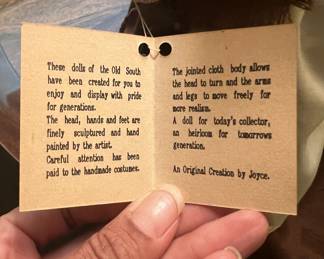 These dolls of the Old South
have been created for you to
enjoy and display with pride
for generations.
The head, hands and feet are
finely sculptured and hand
painted by the artist.
Careful attention has been
paid to the handmade costumes.
The jointed cloth body allows
the head to turn and the arms
and legs to move freely for
more realism.
A doll for today's collector,
an heirloom for tomorrows
generation.
An Original Creation by Joyce.